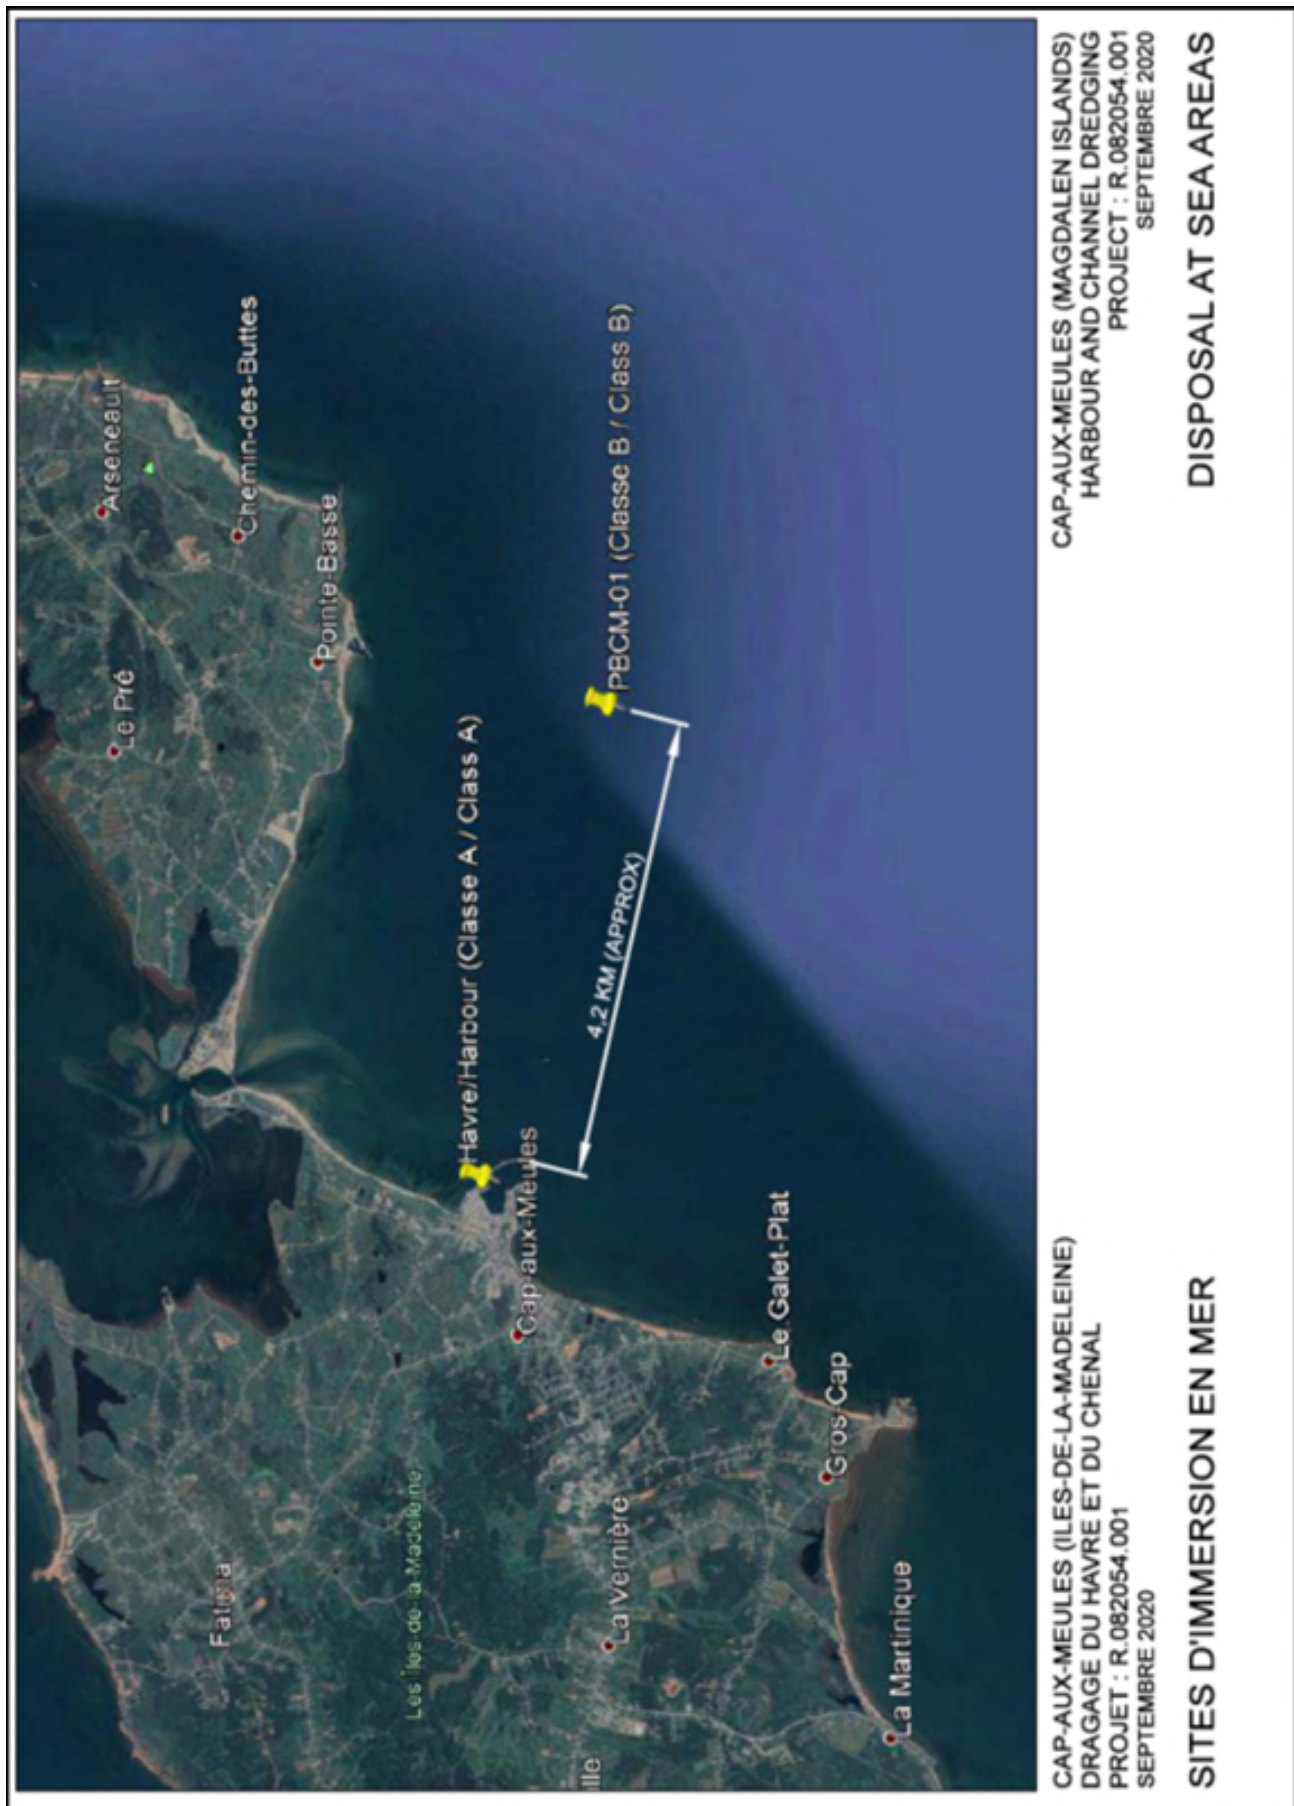 Arseneault
Le Pré
Chemin-des-Buttes
Pointe-Basse
Fatima
Les Îles-de-la-Madeleine
Havre/Harbour (Classe A / Class A)
Cap-aux-Meules
PBCM-01 (Classe B / Class B)
4,2 KM (APPROX)
La Vernière
ille
Le Galet-Plat
Gros-Cap
La Martinique
CAP-AUX-MEULES (ILES-DE-LA-MADELEINE)
DRAGAGE DU HAVRE ET DU CHENAL
PROJET : R.082054.001
SEPTEMBRE 2020
SITES D'IMMERSION EN MER
CAP-AUX-MEULES (MAGDALEN ISLANDS)
HARBOUR AND CHANNEL DREDGING
PROJECT : R.082054.001
SEPTEMBRE 2020
DISPOSAL AT SEA AREAS